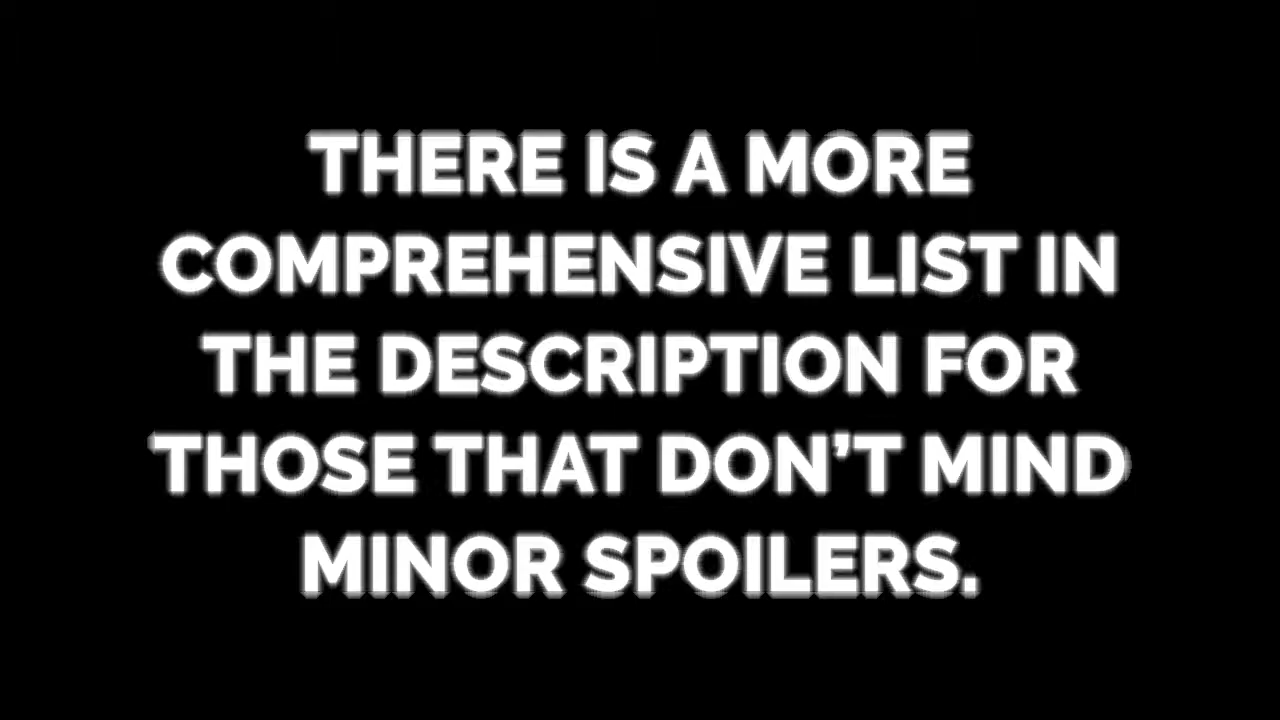 THERE IS A MORE
COMPREHENSIVE LIST IN
THE DESCRIPTION FOR
THOSE THAT DON’T MIND
MINOR SPOILERS.